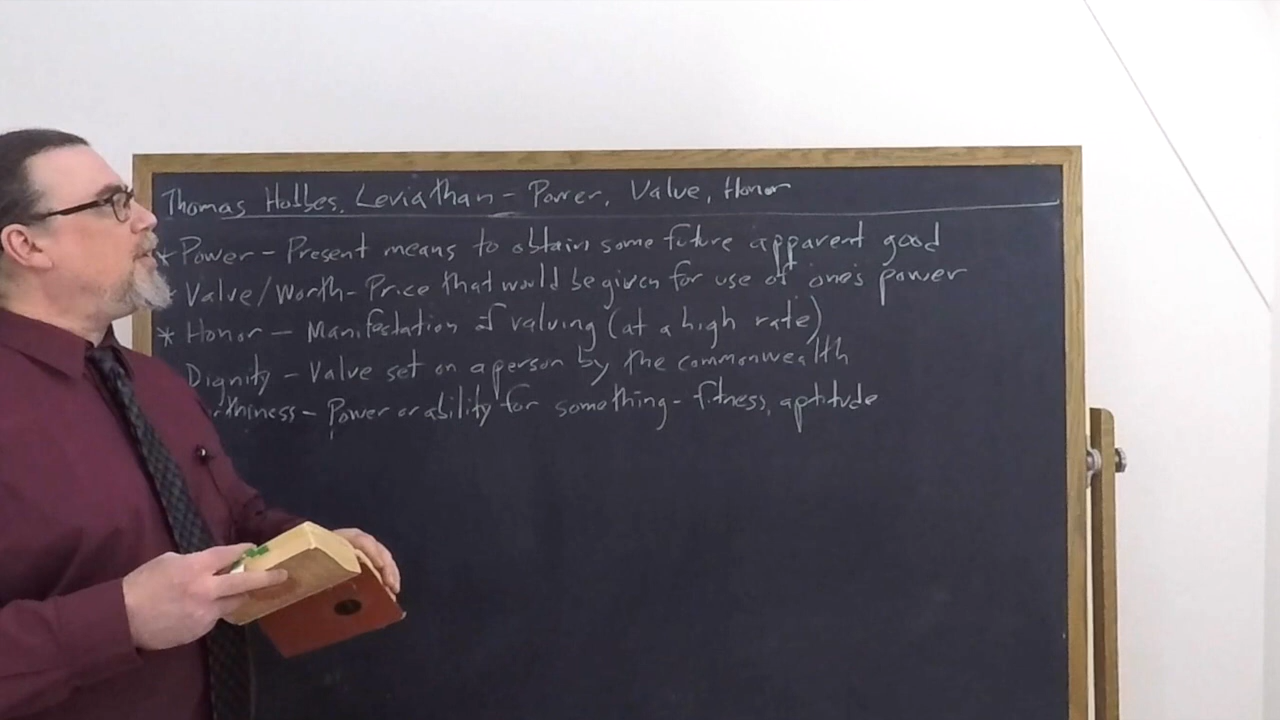 Thomas Hobbes, Leviathan - Power, Value, Honor
* Power - Present means to obtain some future apparent good
* Value/Worth - Price that would be given for use of one's power
* Honor - Manifestation of valuing (at a high rate)
Dignity - Value set on a person by the commonwealth
rthiness - Power or ability for something - fitness, aptitude